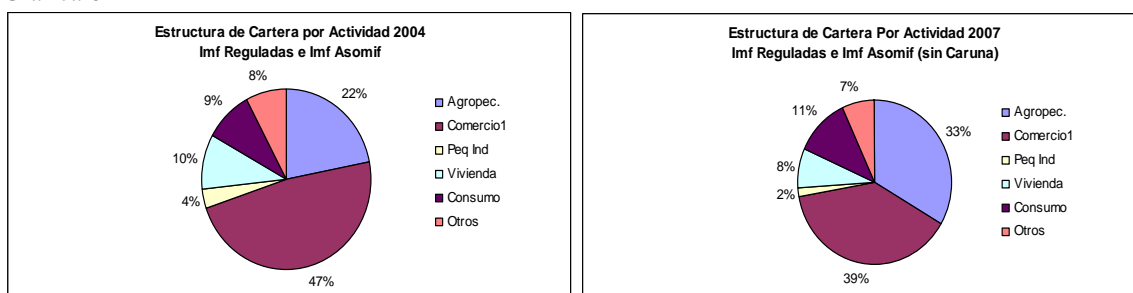 Estructura de Cartera por Actividad 2004
Imf Reguladas e Imf Asomif
8%
22%
9%
10%
4%
47%
Agropec.
Comercio1
Peq Ind
Vivienda
Consumo
Otros
Estructura de Cartera Por Actividad 2007
Imf Reguladas e Imf Asomif (sin Caruna)
7%
11%
33%
8%
2%
39%
Agropec.
Comercio1
Peq Ind
Vivienda
Consumo
Otros